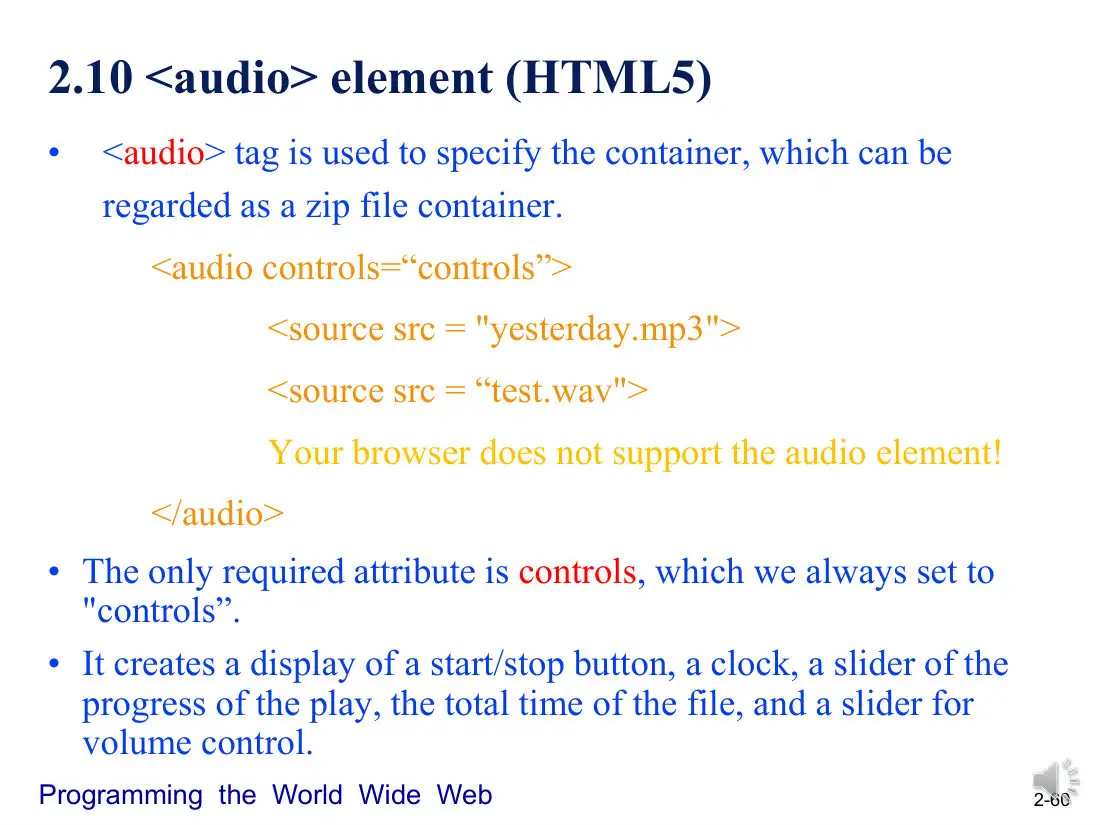 2.10 <audio> element (HTML5)
• <audio> tag is used to specify the container, which can be
regarded as a zip file container.
<audio controls=“controls”>
<source src = "yesterday.mp3">
<source src = “test.wav">
Your browser does not support the audio element!
</audio>
• The only required attribute is controls, which we always set to
"controls”.
• It creates a display of a start/stop button, a clock, a slider of the
progress of the play, the total time of the file, and a slider for
volume control.
Programming the World Wide Web
2-60